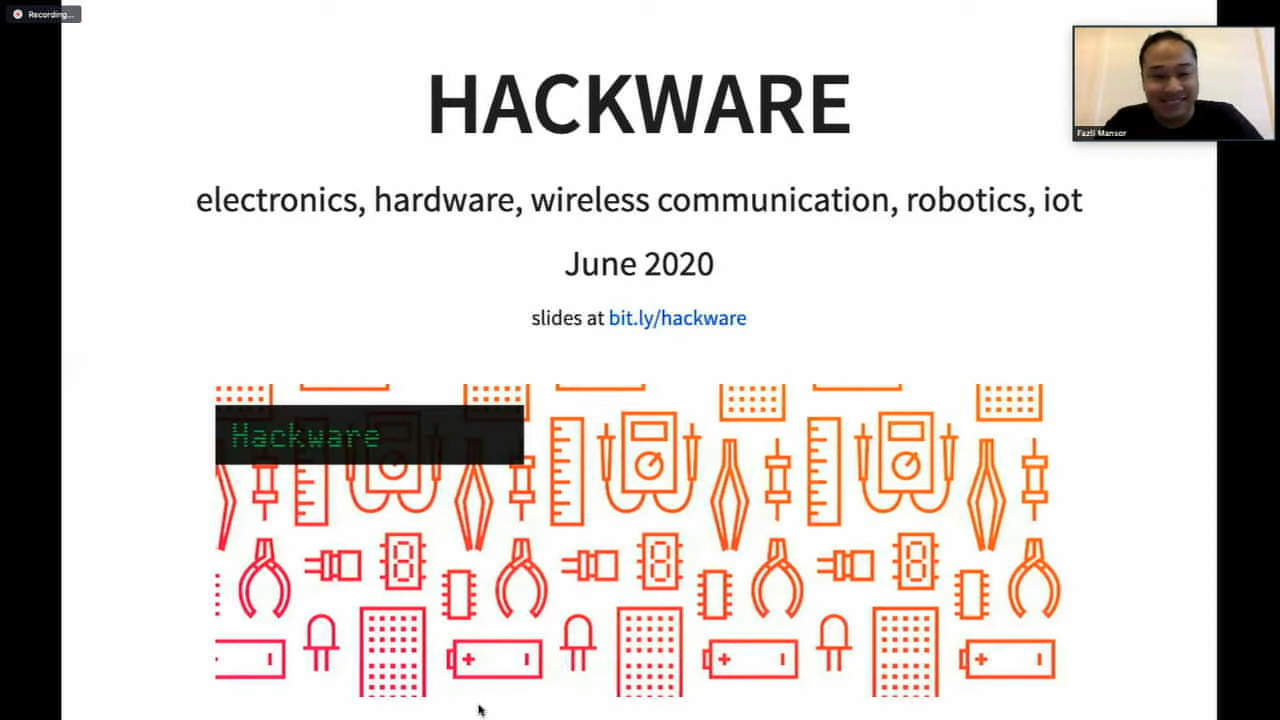 Recording...
HACKWARE
Fazli Mansor
electronics, hardware, wireless communication, robotics, iot
June 2020
slides at bit.ly/hackware
Hackware